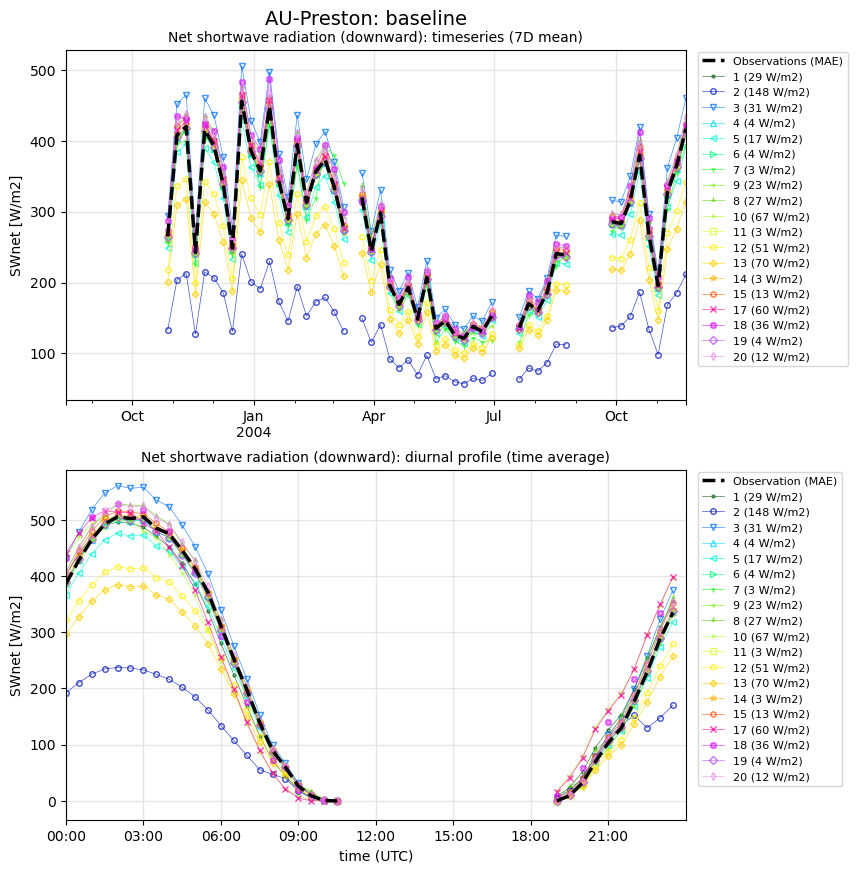 AU-Preston: baseline
Net shortwave radiation (downward): timeseries (7D mean)
SWnet [W/m2]
500
400
300
200
100
Oct
Jan
2004
Apr
Jul
Oct
Observations (MAE)
1 (29 W/m2)
2 (148 W/m2)
3 (31 W/m2)
4 (4 W/m2)
5 (17 W/m2)
6 (4 W/m2)
7 (3 W/m2)
9 (23 W/m2)
8 (27 W/m2)
10 (67 W/m2)
11 (3 W/m2)
12 (51 W/m2)
13 (70 W/m2)
14 (3 W/m2)
15 (13 W/m2)
17 (60 W/m2)
18 (36 W/m2)
19 (4 W/m2)
20 (12 W/m2)
Net shortwave radiation (downward): diurnal profile (time average)
SWnet [W/m2]
500
400
300
200
100
0
00:00
03:00
06:00
09:00
12:00
15:00
18:00
21:00
time (UTC)
Observation (MAE)
1 (29 W/m2)
2 (148 W/m2)
3 (31 W/m2)
4 (4 W/m2)
5 (17 W/m2)
6 (4 W/m2)
7 (3 W/m2)
9 (23 W/m2)
8 (27 W/m2)
10 (67 W/m2)
11 (3 W/m2)
12 (51 W/m2)
13 (70 W/m2)
14 (3 W/m2)
15 (13 W/m2)
17 (60 W/m2)
18 (36 W/m2)
19 (4 W/m2)
20 (12 W/m2)